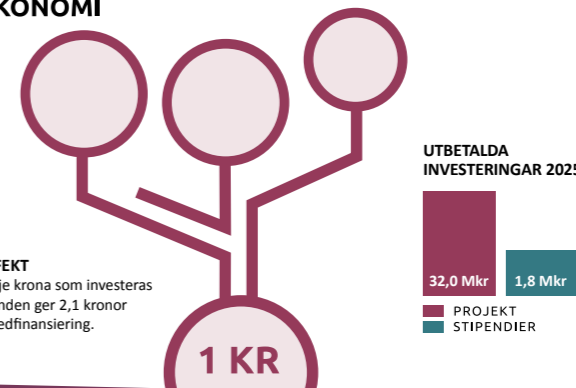 KONOMI
UTBETALDA
INVESTERINGAR 2025
32,0 Mkr
1,8 Mkr
PROJEKT
STIPENDIER
FEKT
je krona som investeras
nden ger 2,1 kronor
edfinansiering.
1 KR